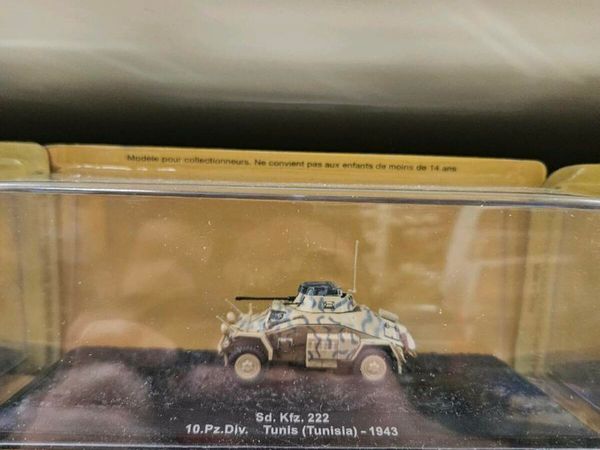 Modèle pour collectionneurs. Ne convient pas aux enfants de moins de 14 ans
Sd. Kfz. 222
10.Pz.Div. Tunis (Tunisia) - 1943